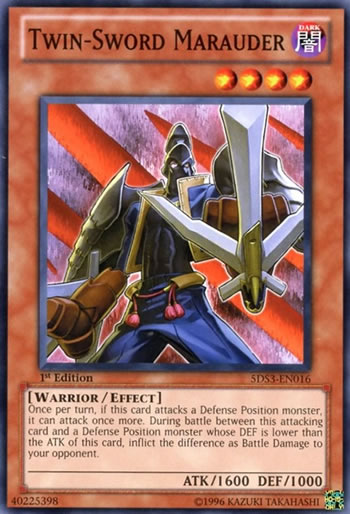 TWIN-SWORD MARAUDER
DARK
闇
1st Edition
5DS3-EN016
[WARRIOR / EFFECT]
Once per turn, if this card attacks a Defense Position monster,
it can attack once more. During battle between this attacking
card and a Defense Position monster whose DEF is lower than
the ATK of this card, inflict the difference as Battle Damage to
your opponent.
ATK/1600 DEF/1000
40225398
©1996 KAZUKI TAKAHASHI